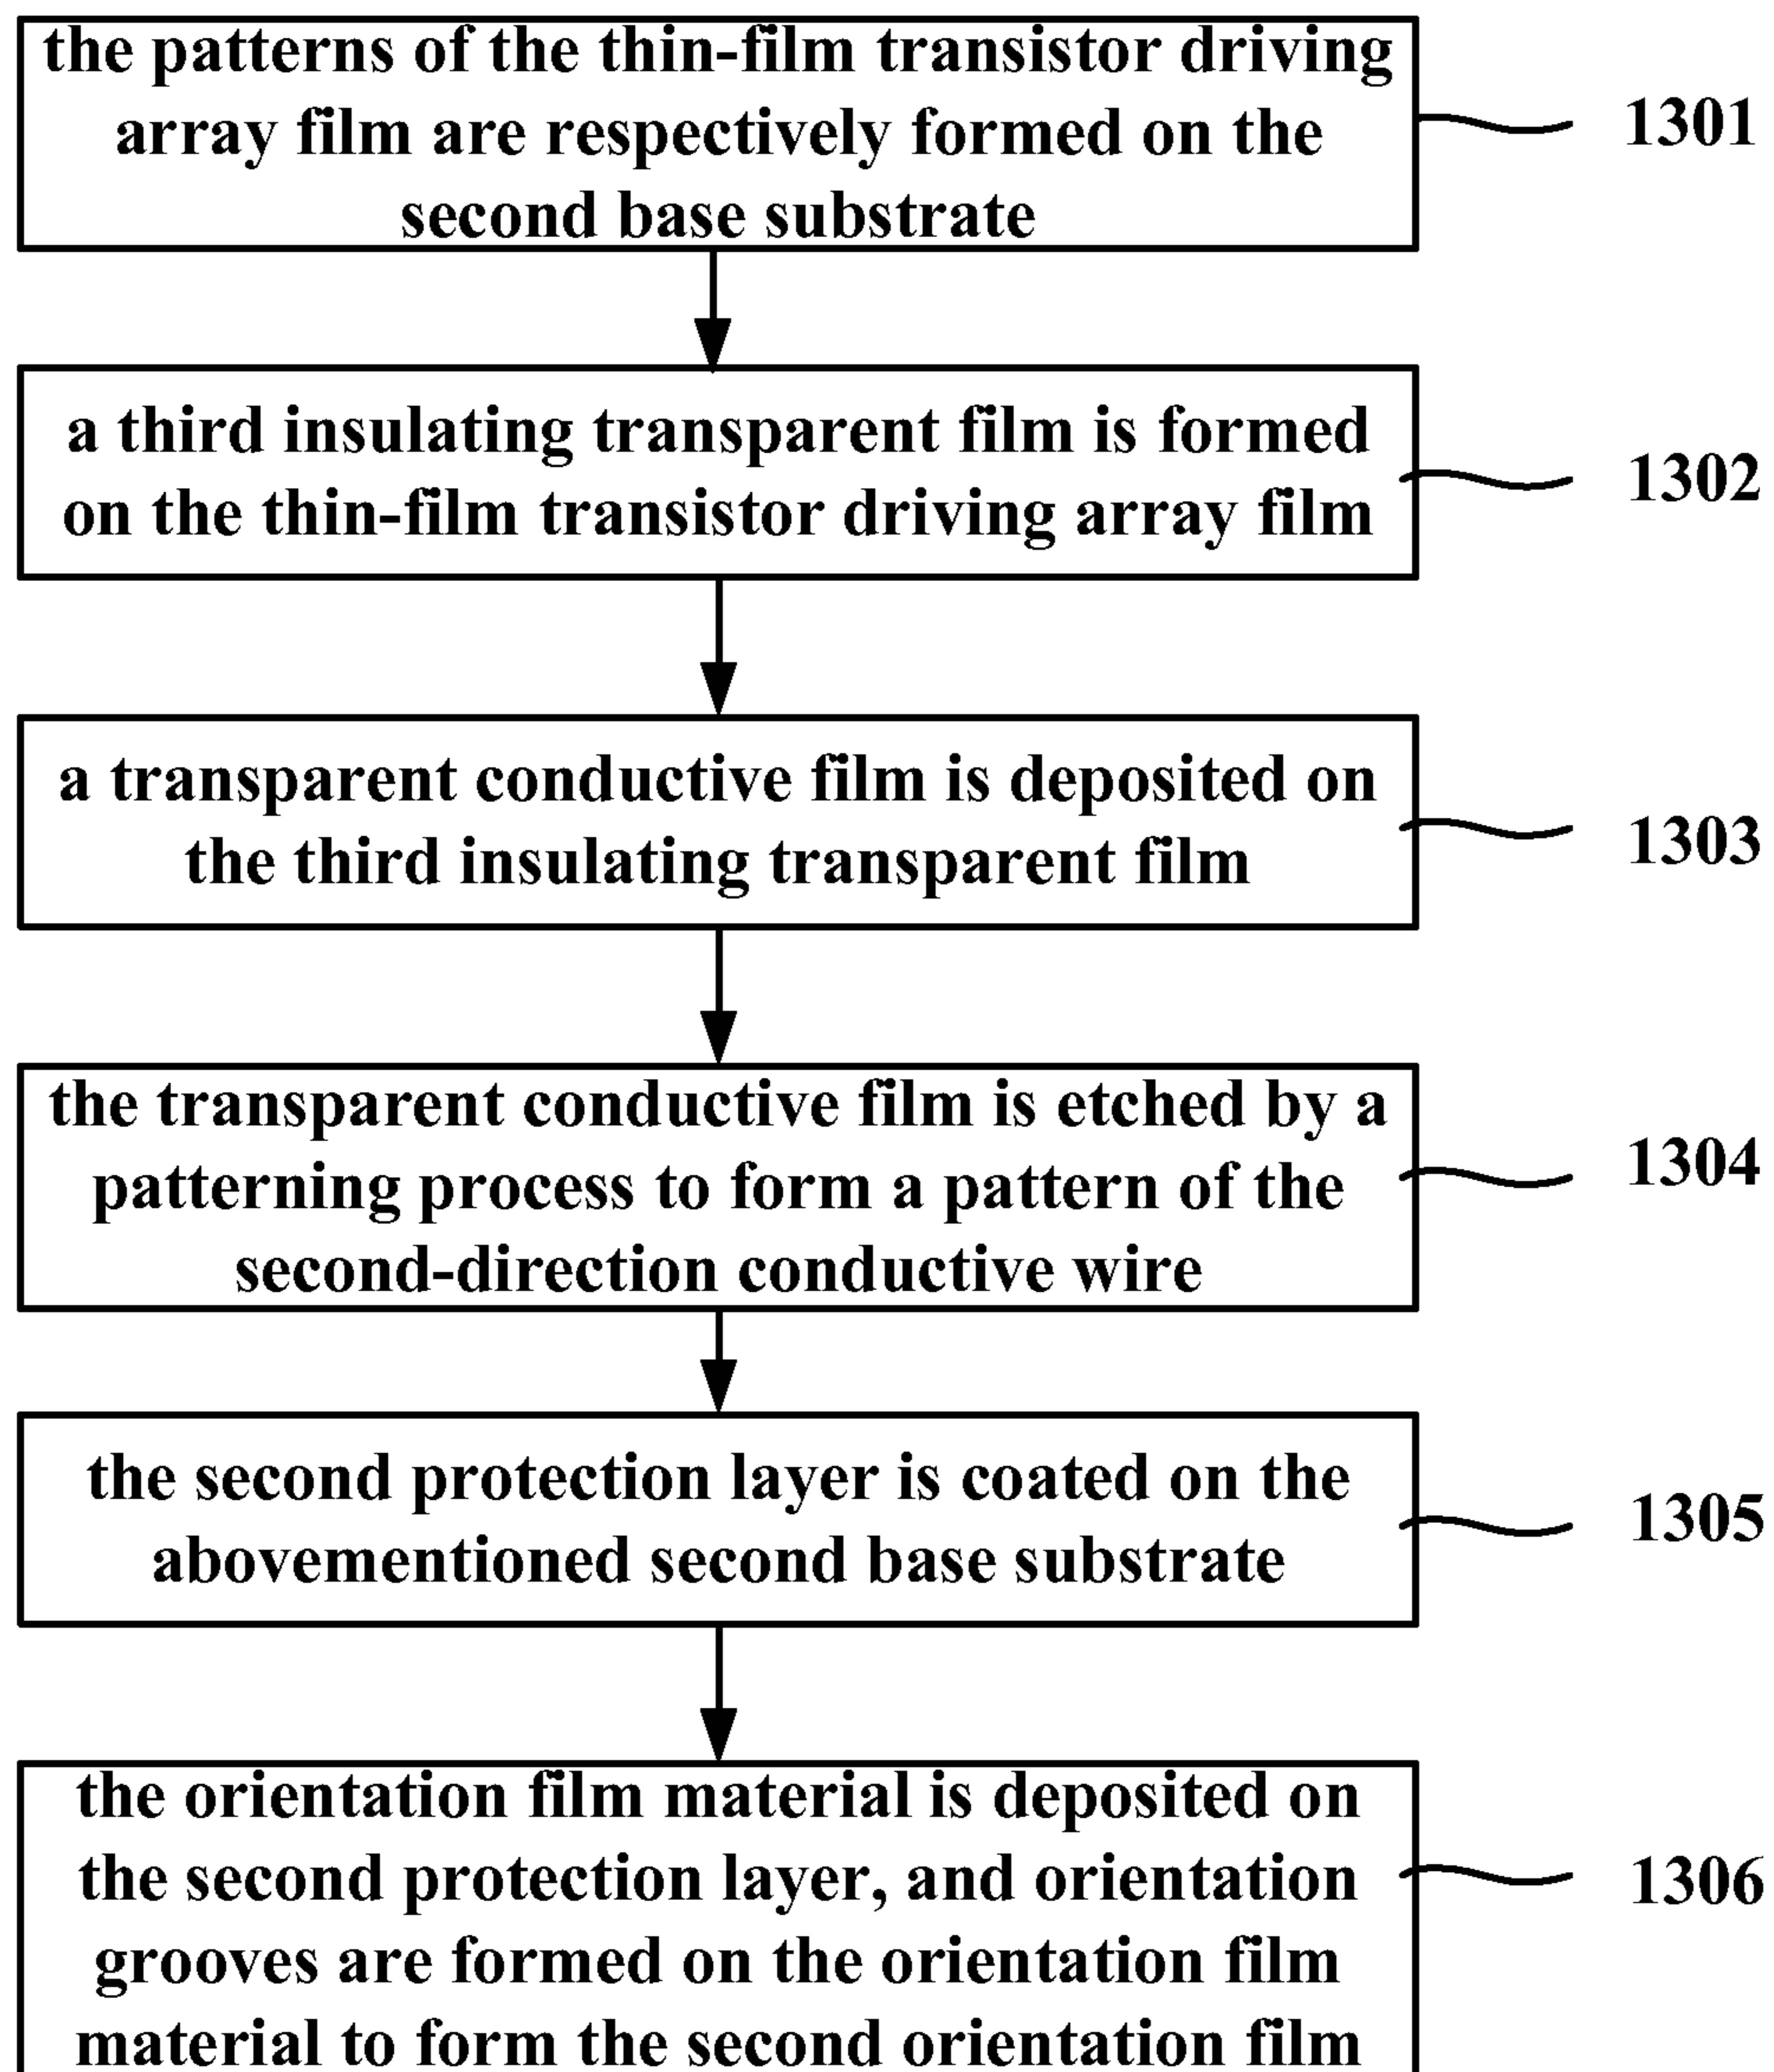 the patterns of the thin-film transistor driving
array film are respectively formed on the
second base substrate
1301
a third insulating transparent film is formed
on the thin-film transistor driving array film
1302
a transparent conductive film is deposited on
the third insulating transparent film
1303
the transparent conductive film is etched by a
patterning process to form a pattern of the
second-direction conductive wire
1304
the second protection layer is coated on the
abovementioned second base substrate
1305
the orientation film material is deposited on
the second protection layer, and orientation
grooves are formed on the orientation film
material to form the second orientation film
1306